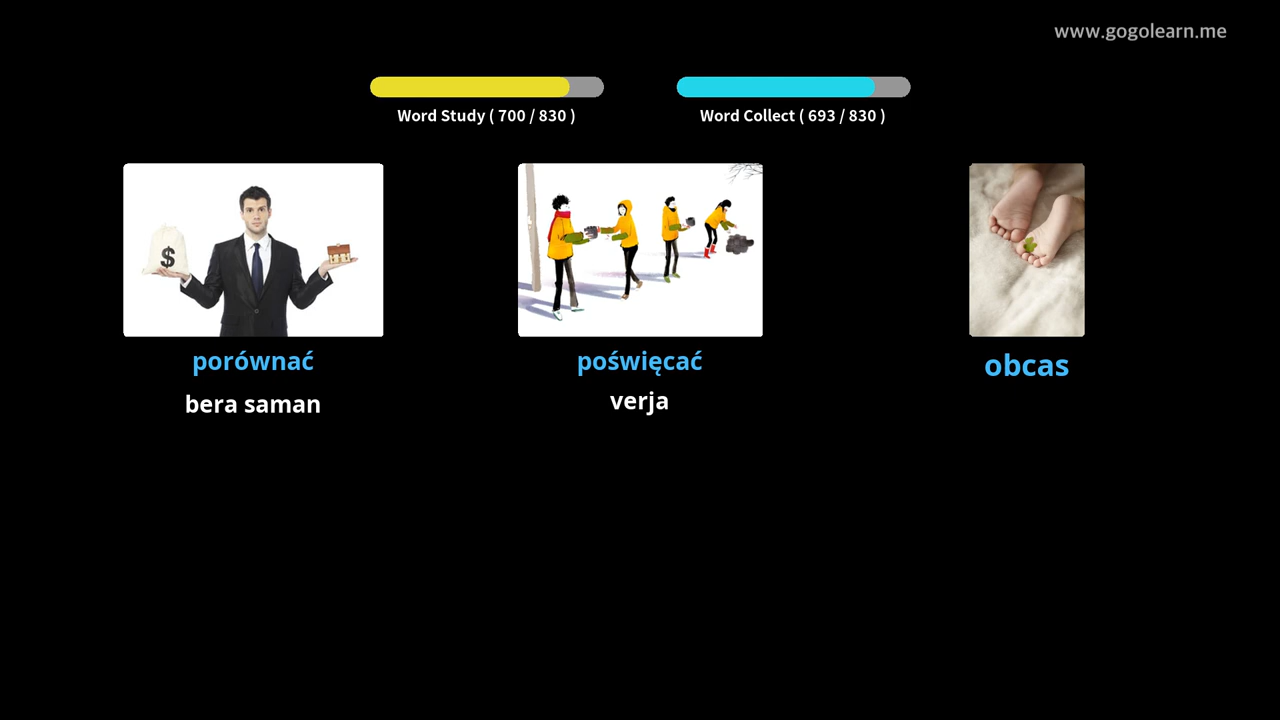 www.gogolearn.me
Word Study ( 700 / 830 )
Word Collect ( 693 / 830 )
$
porównać
poświęcać
obcas
bera saman
verja